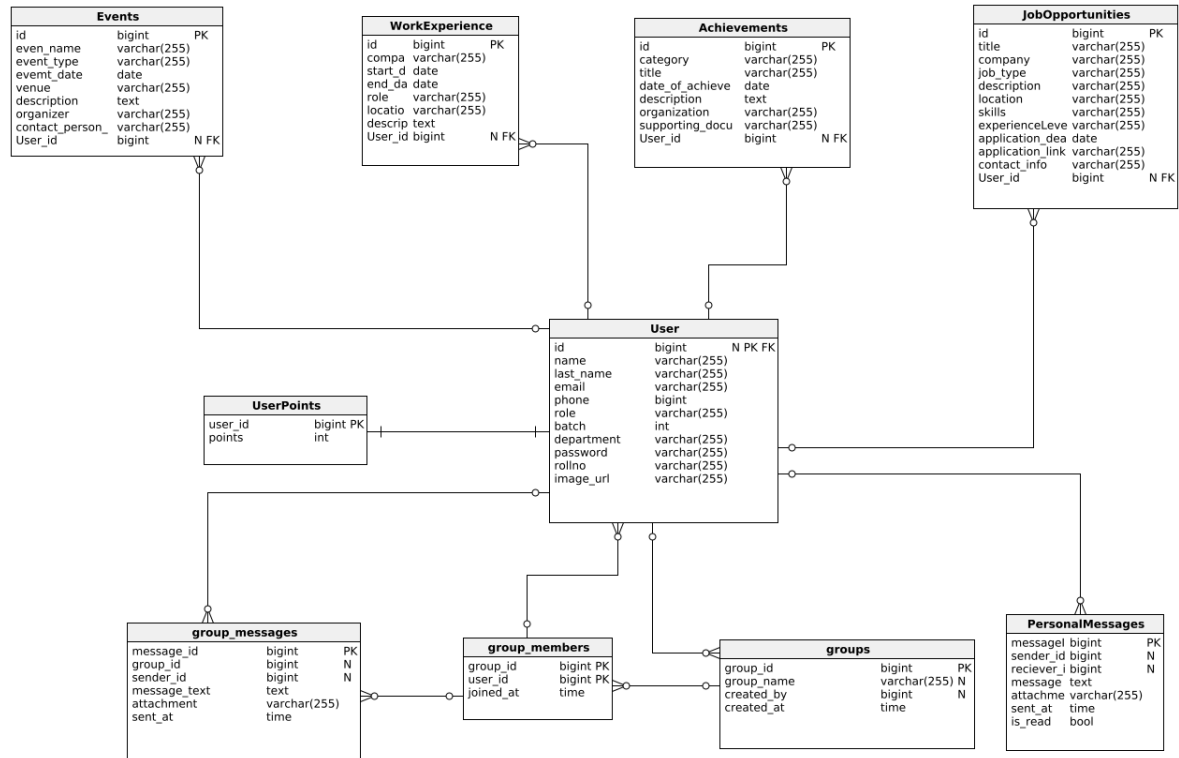 Events
id bigint PK
even_name varchar(255)
event_type varchar(255)
evemt_date date
venue varchar(255)
description text
organizer varchar(255)
contact_person_ varchar(255)
User_id bigint N FK
WorkExperience
id bigint PK
compa varchar(255)
start_d date
end_da date
role varchar(255)
locatio varchar(255)
descrip text
User_id bigint N FK
Achievements
id bigint PK
category varchar(255)
title varchar(255)
date_of_achieve date
description text
organization varchar(255)
supporting_docu varchar(255)
User_id bigint N FK
JobOpportunities
id bigint PK
title varchar(255)
company varchar(255)
job_type varchar(255)
description varchar(255)
location varchar(255)
skills varchar(255)
experienceLeve varchar(255)
application_dea date
application_link varchar(255)
contact_info varchar(255)
User_id bigint N FK
User
id bigint N PK FK
name varchar(255)
last_name varchar(255)
email varchar(255)
phone bigint
role varchar(255)
batch int
department varchar(255)
password varchar(255)
rollno varchar(255)
image_url varchar(255)
UserPoints
user_id bigint PK
points int
group_messages
message_id bigint PK
group_id bigint N
sender_id bigint N
message_text text
attachment varchar(255)
sent_at time
group_members
group_id bigint PK
user_id bigint PK
joined_at time
groups
group_id bigint PK
group_name varchar(255) N
created_by bigint N
created_at time
PersonalMessages
messageI bigint PK
sender_id bigint N
reciever_i bigint N
message text
attachme varchar(255)
sent_at time
is_read bool